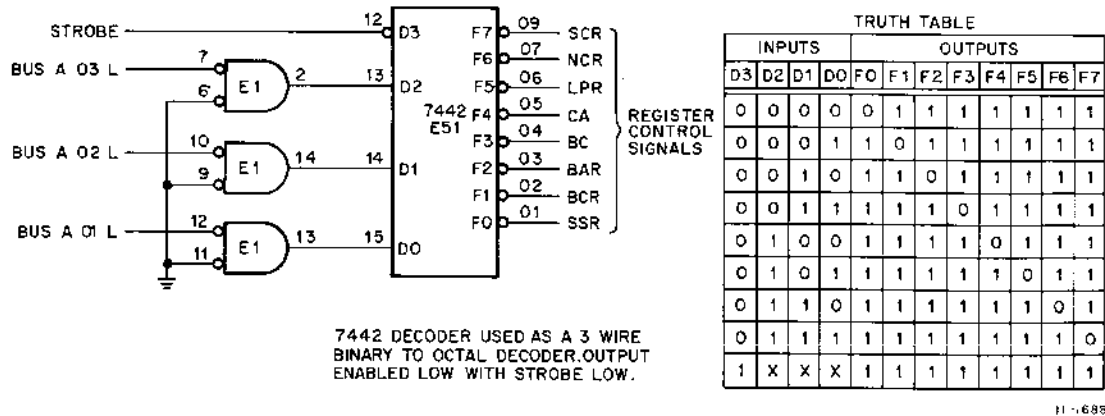 STROBE 12 D3
BUS A 03 L 7 6 E1 2 13 D2
BUS A 02 L 10 9 E1 14 14 D1
BUS A 01 L 12 11 E1 13 15 D0
7442
E51
F7 09 SCR
F6 07 NCR
F5 06 LPR
F4 05 CA
F3 04 BC
F2 03 BAR
F1 02 BCR
F0 01 SSR
REGISTER
CONTROL
SIGNALS
7442 DECODER USED AS A 3 WIRE
BINARY TO OCTAL DECODER.OUTPUT
ENABLED LOW WITH STROBE LOW.
TRUTH TABLE
INPUTS OUTPUTS
D3 D2 D1 D0 F0 F1 F2 F3 F4 F5 F6 F7
0 0 0 0 0 1 1 1 1 1 1 1
0 0 0 1 1 0 1 1 1 1 1 1
0 0 1 0 1 1 0 1 1 1 1 1
0 0 1 1 1 1 1 0 1 1 1 1
0 1 0 0 1 1 1 1 0 1 1 1
0 1 0 1 1 1 1 1 1 0 1 1
0 1 1 0 1 1 1 1 1 1 0 1
0 1 1 1 1 1 1 1 1 1 1 0
1 X X X 1 1 1 1 1 1 1 1